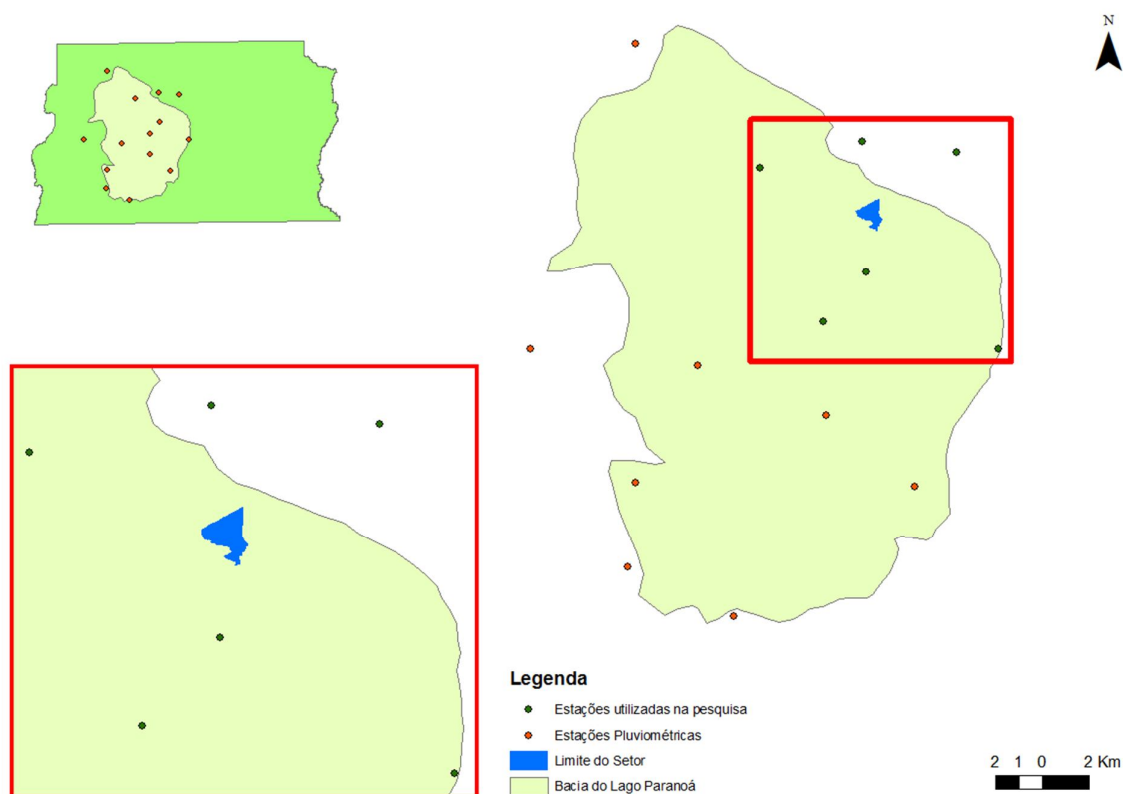 N
Legenda
Estações utilizadas na pesquisa
Estações Pluviométricas
Limite do Setor
Bacia do Lago Paranoá
2 1 0 2 Km